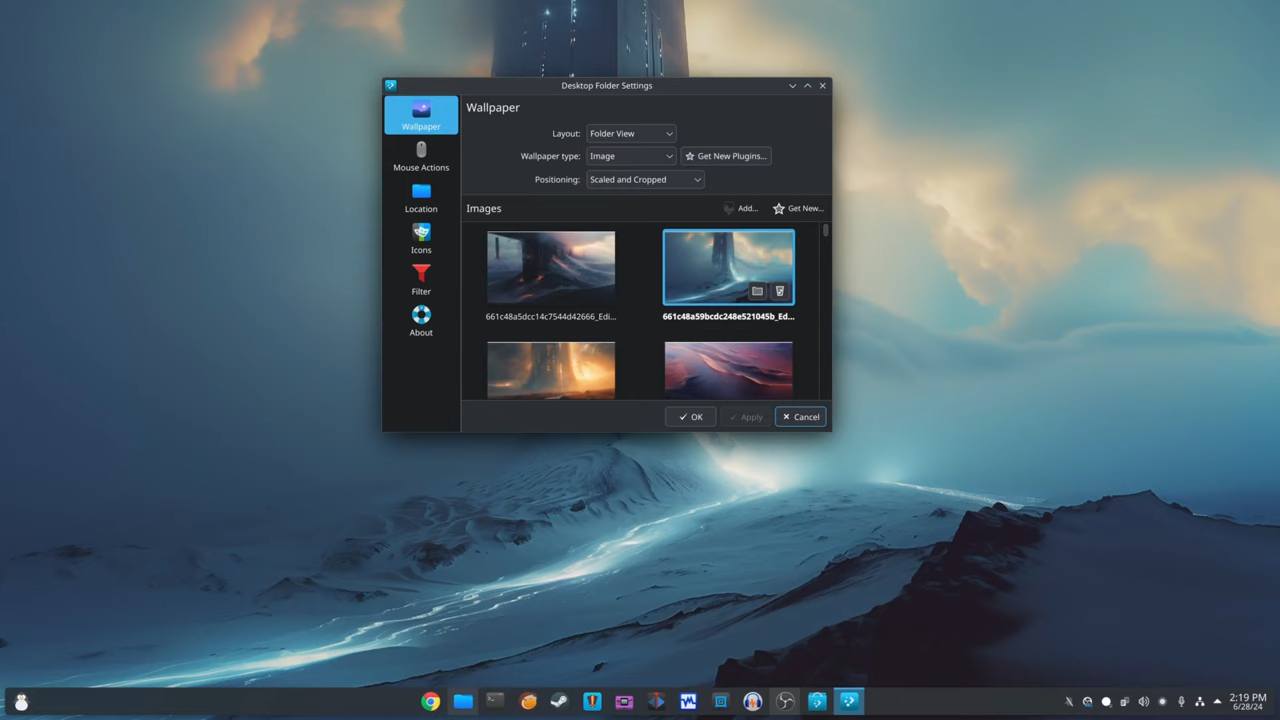 Desktop Folder Settings
Wallpaper
Wallpaper
Layout: Folder View
Mouse Actions
Wallpaper type: Image Get New Plugins...
Positioning: Scaled and Cropped
Location
Images Add... Get New...
Icons
Filter
661c48a5dcc14c7544d42666_Edi...
661c48a59bcdc248e521045b_Ed...
About
OK Apply Cancel
2:19 PM
6/28/24